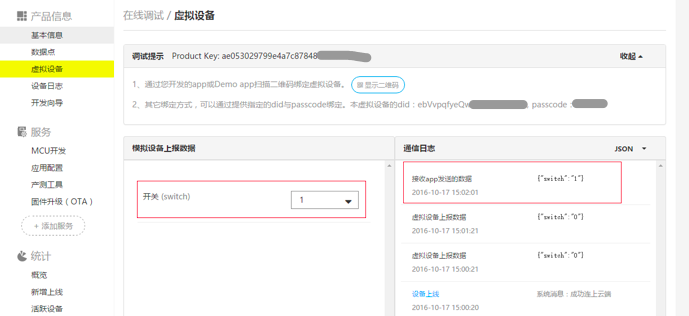 产品信息
基本信息
数据点
虚拟设备
设备日志
开发向导
服务
MCU开发
应用配置
产测工具
固件升级（OTA）
+ 添加服务
统计
概览
新增上线
活跃设备
在线调试 / 虚拟设备
调试提示 Product Key: ae053029799e4a7c87848
收起
1、通过您开发的app或Demo app扫描二维码绑定虚拟设备。 显示二维码
2、其它绑定方式，可以通过提供指定的did与passcode绑定。本虚拟设备的did：ebVvpqfyeQw passcode：
模拟设备上报数据
开关 (switch) 1
通信日志 JSON
接收app发送的数据 {"switch":"1"}
2016-10-17 15:02:01
虚拟设备上报数据 {"switch":"0"}
2016-10-17 15:01:21
虚拟设备上报数据 {"switch":"0"}
2016-10-17 15:00:21
设备上线 系统消息：成功连上云端
2016-10-17 15:00:20